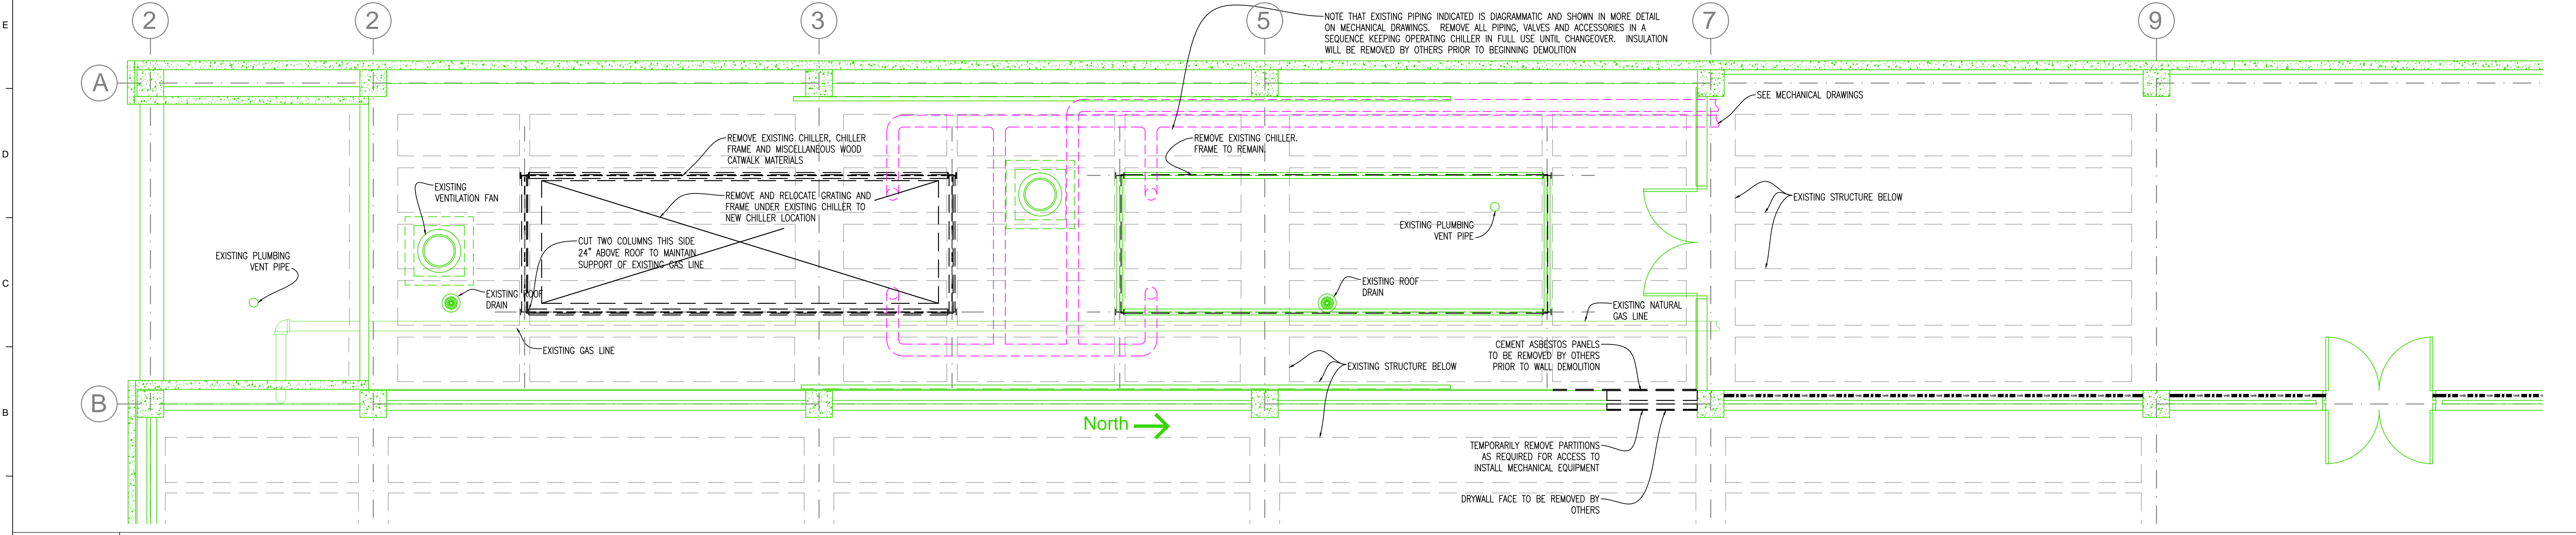 E
D
C
B
2
2
3
5
7
9
A
B
NOTE THAT EXISTING PIPING INDICATED IS DIAGRAMMATIC AND SHOWN IN MORE DETAIL
ON MECHANICAL DRAWINGS. REMOVE ALL PIPING, VALVES AND ACCESSORIES IN A
SEQUENCE KEEPING OPERATING CHILLER IN FULL USE UNTIL CHANGEOVER. INSULATION
WILL BE REMOVED BY OTHERS PRIOR TO BEGINNING DEMOLITION
SEE MECHANICAL DRAWINGS
REMOVE EXISTING CHILLER, CHILLER
FRAME AND MISCELLANEOUS WOOD
CATWALK MATERIALS
REMOVE EXISTING CHILLER.
FRAME TO REMAIN.
EXISTING
VENTILATION FAN
REMOVE AND RELOCATE GRATING AND
FRAME UNDER EXISTING CHILLER TO
NEW CHILLER LOCATION
EXISTING STRUCTURE BELOW
EXISTING PLUMBING
VENT PIPE
CUT TWO COLUMNS THIS SIDE
24" ABOVE ROOF TO MAINTAIN
SUPPORT OF EXISTING GAS LINE
EXISTING PLUMBING
VENT PIPE
EXISTING ROOF
DRAIN
EXISTING ROOF
DRAIN
EXISTING NATURAL
GAS LINE
EXISTING GAS LINE
CEMENT ASBESTOS PANELS
TO BE REMOVED BY OTHERS
PRIOR TO WALL DEMOLITION
EXISTING STRUCTURE BELOW
North
TEMPORARILY REMOVE PARTITIONS
AS REQUIRED FOR ACCESS TO
INSTALL MECHANICAL EQUIPMENT
DRYWALL FACE TO BE REMOVED BY
OTHERS